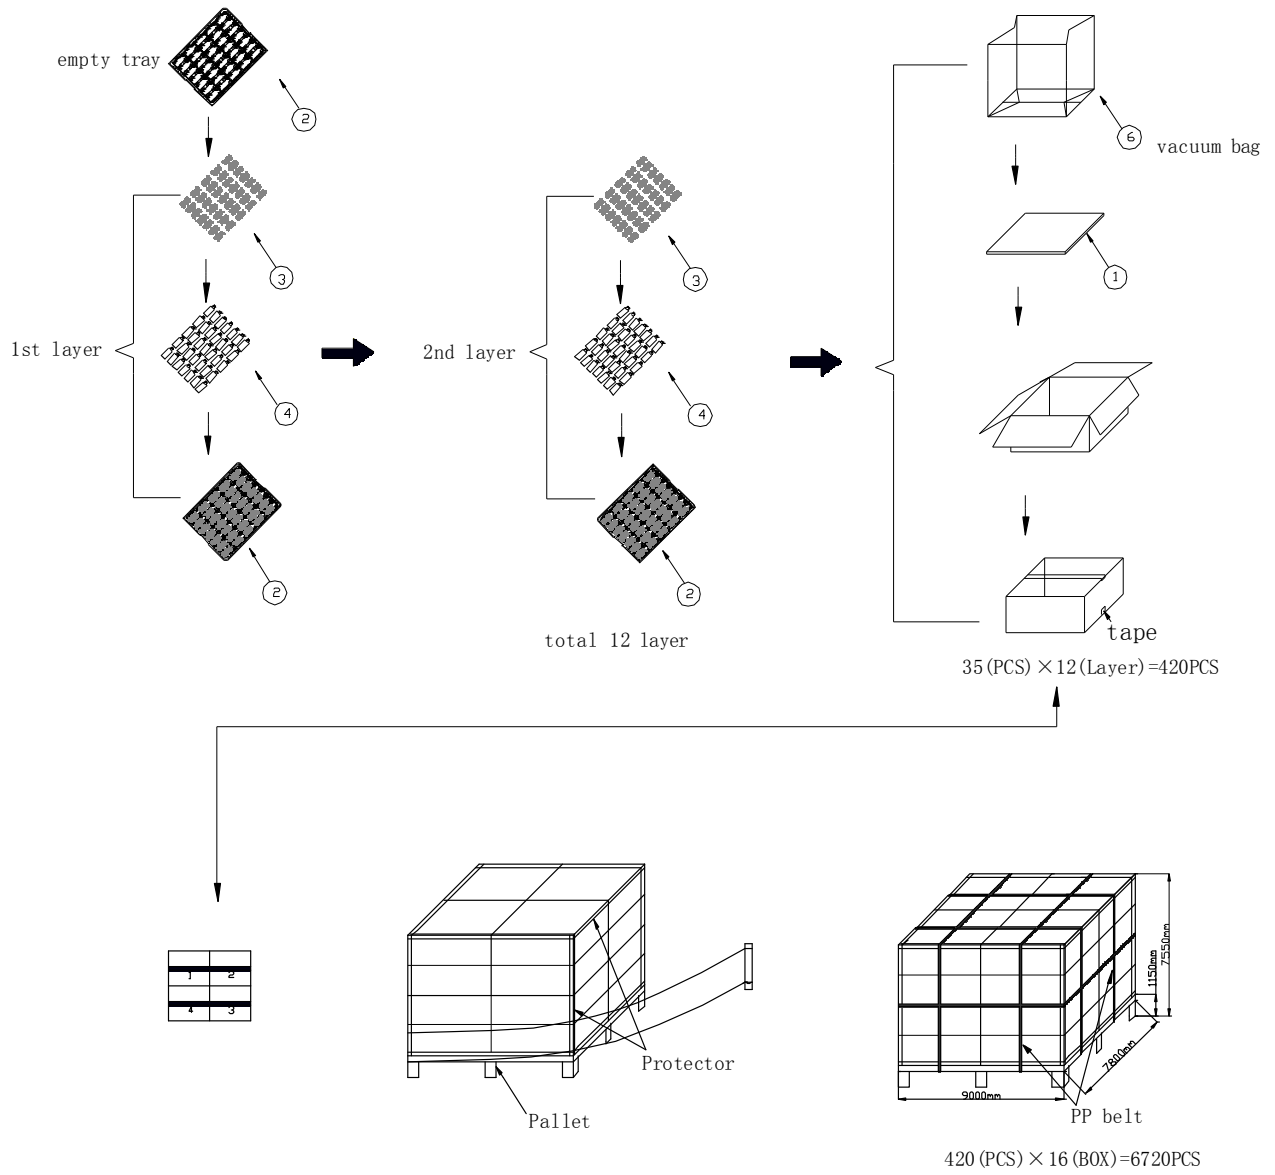 empty tray
2
3
1st layer
4
2
3
2nd layer
4
2
total 12 layer
6
vacuum bag
1
tape
35(PCS)×12(Layer)=420PCS
1 2
4 3
Protector
Pallet
7550mm
1150mm
7800mm
9000mm
PP belt
420(PCS)×16(BOX)=6720PCS